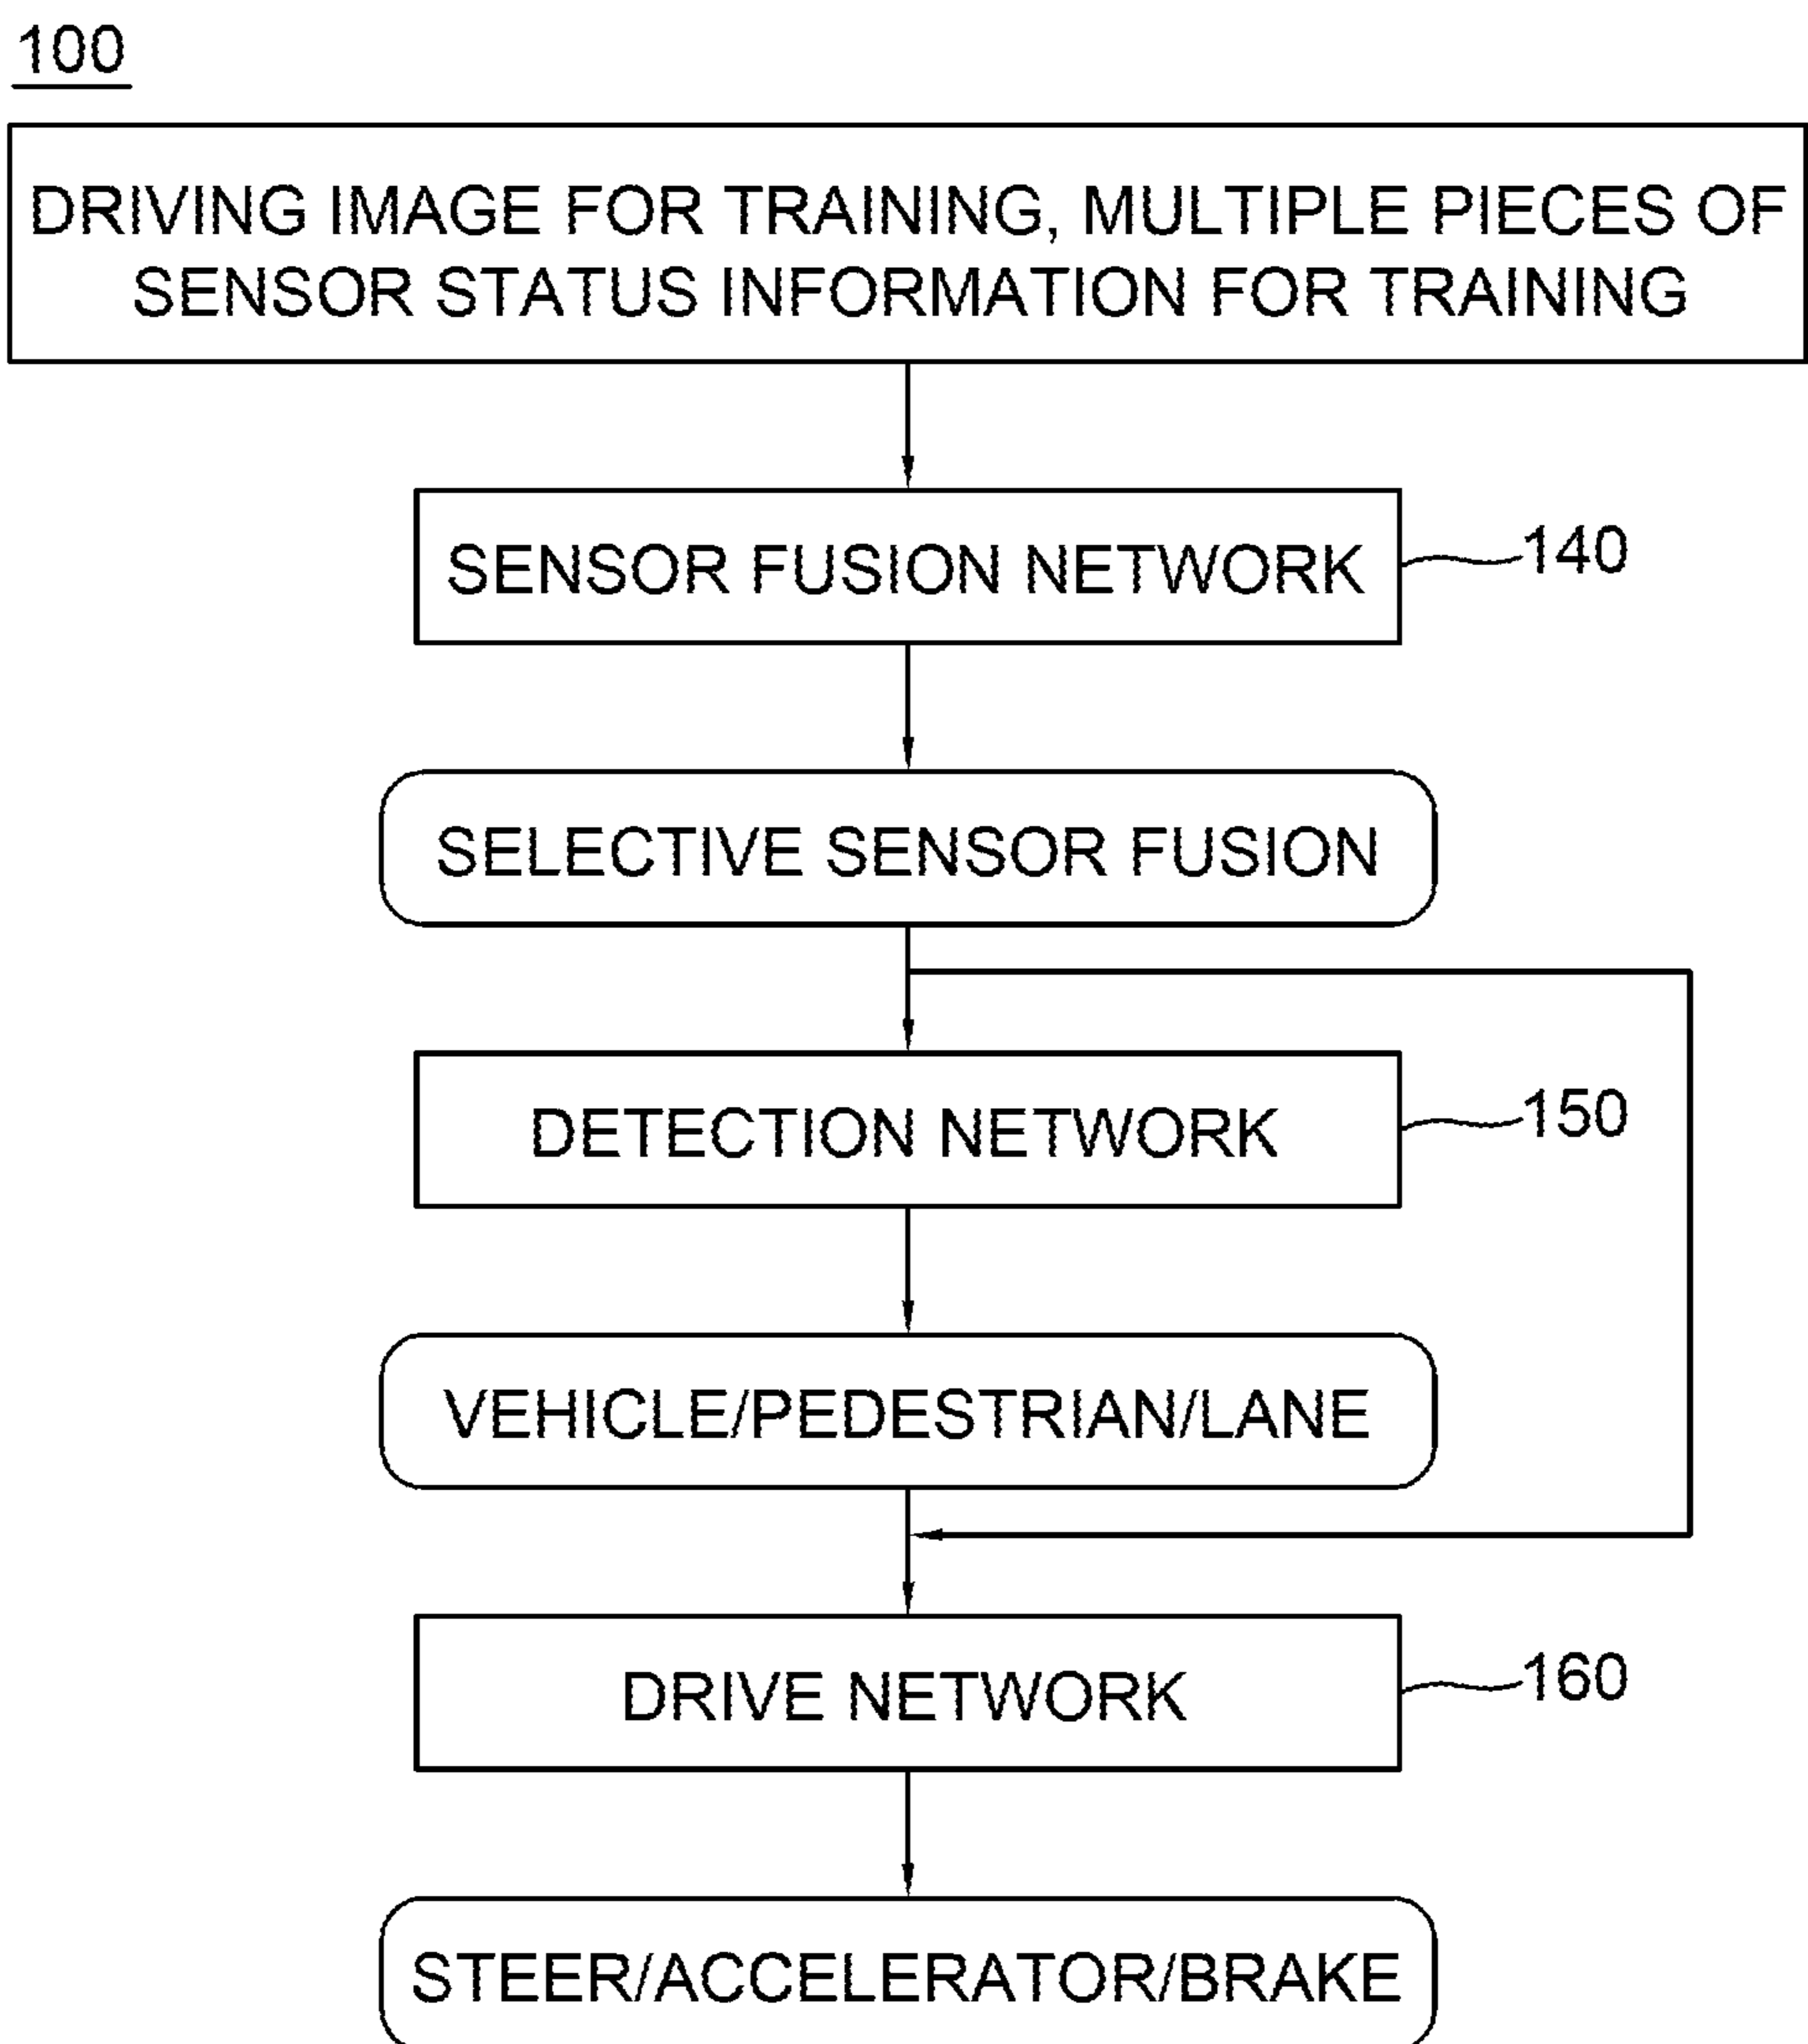 100
DRIVING IMAGE FOR TRAINING, MULTIPLE PIECES OF
SENSOR STATUS INFORMATION FOR TRAINING
SENSOR FUSION NETWORK
140
SELECTIVE SENSOR FUSION
DETECTION NETWORK
150
VEHICLE/PEDESTRIAN/LANE
DRIVE NETWORK
160
STEER/ACCELERATOR/BRAKE